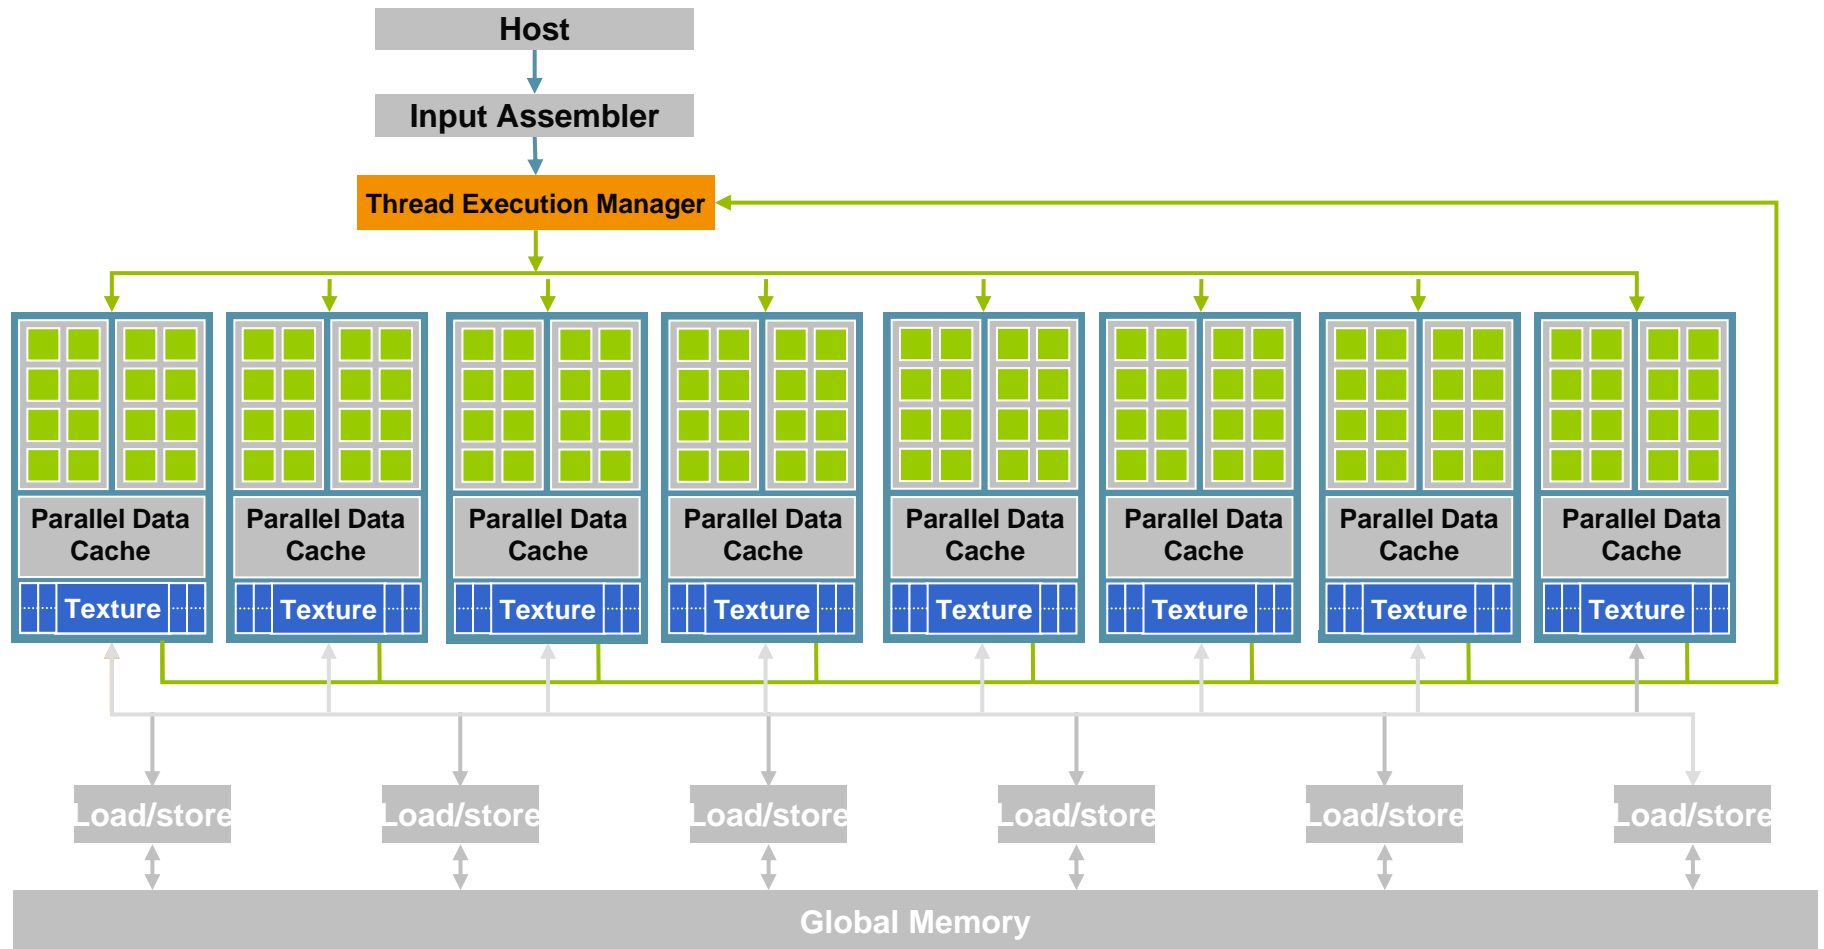 Host
Input Assembler
Thread Execution Manager
Parallel Data
Cache
Parallel Data
Cache
Parallel Data
Cache
Parallel Data
Cache
Parallel Data
Cache
Parallel Data
Cache
Parallel Data
Cache
Parallel Data
Cache
Texture
Texture
Texture
Texture
Texture
Texture
Texture
Texture
Load/store
Load/store
Load/store
Load/store
Load/store
Load/store
Global Memory